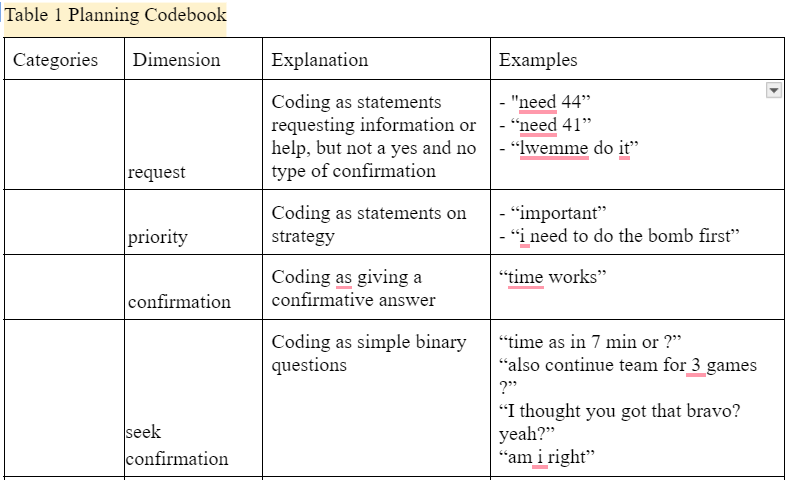 Table 1 Planning Codebook
Categories Dimension Explanation Examples
request
Coding as statements
requesting information or
help, but not a yes and no
type of confirmation
- "need 44”
- “need 41”
- “lwemme do it”
priority
Coding as statements on
strategy
- “important”
- “i need to do the bomb first”
confirmation
Coding as giving a
confirmative answer
“time works”
seek
confirmation
Coding as simple binary
questions
“time as in 7 min or ?”
“also continue team for 3 games
?”
“I thought you got that bravo?
yeah?”
“am i right”